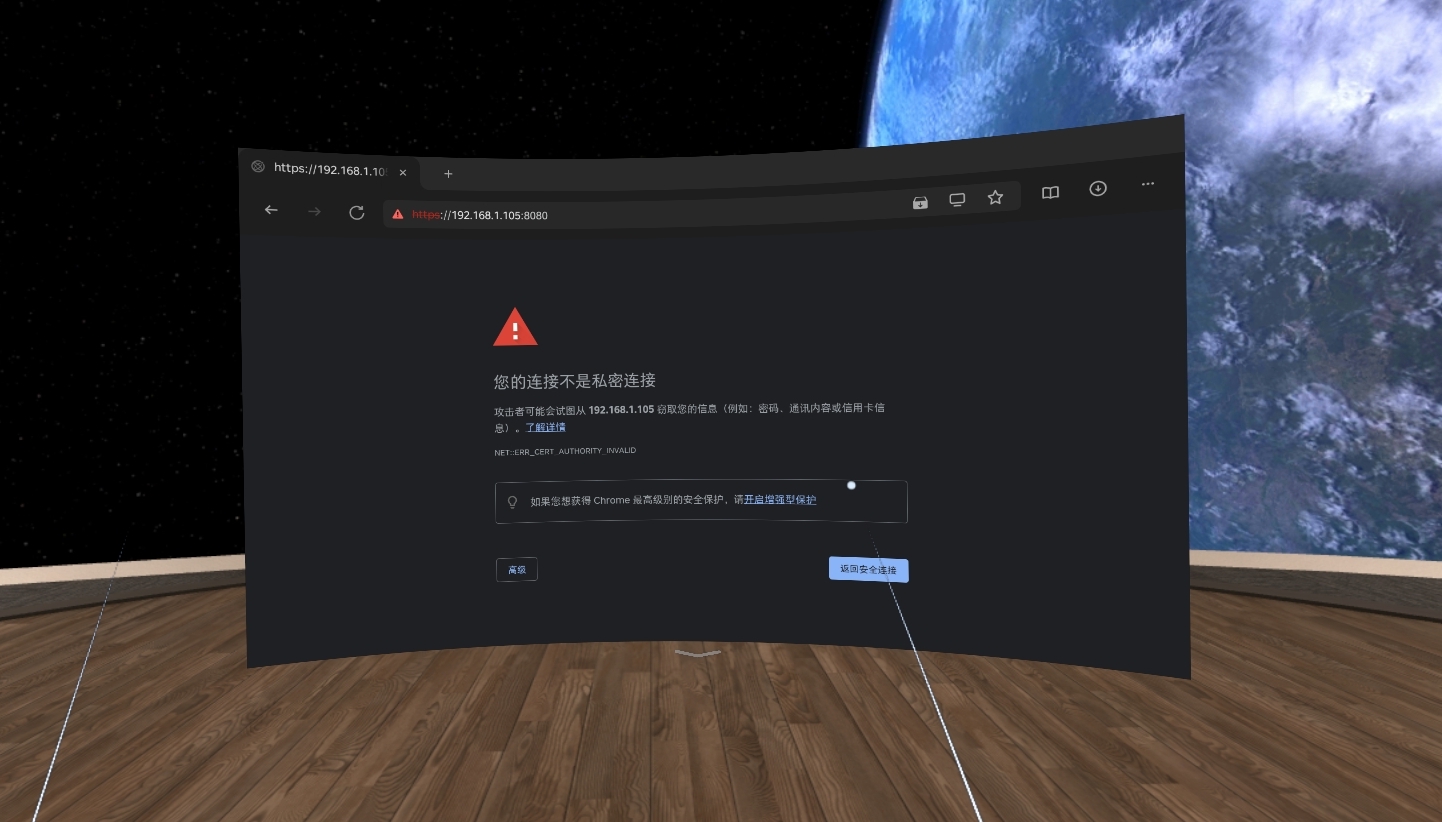 https://192.168.1.10
https://192.168.1.105:8080
您的连接不是私密连接
攻击者可能会试图从 192.168.1.105 窃取您的信息（例如：密码、通讯内容或信用卡信
息）。了解详情
NET::ERR_CERT_AUTHORITY_INVALID
如果您想获得 Chrome 最高级别的安全保护，请开启增强型保护
高级
返回安全连接